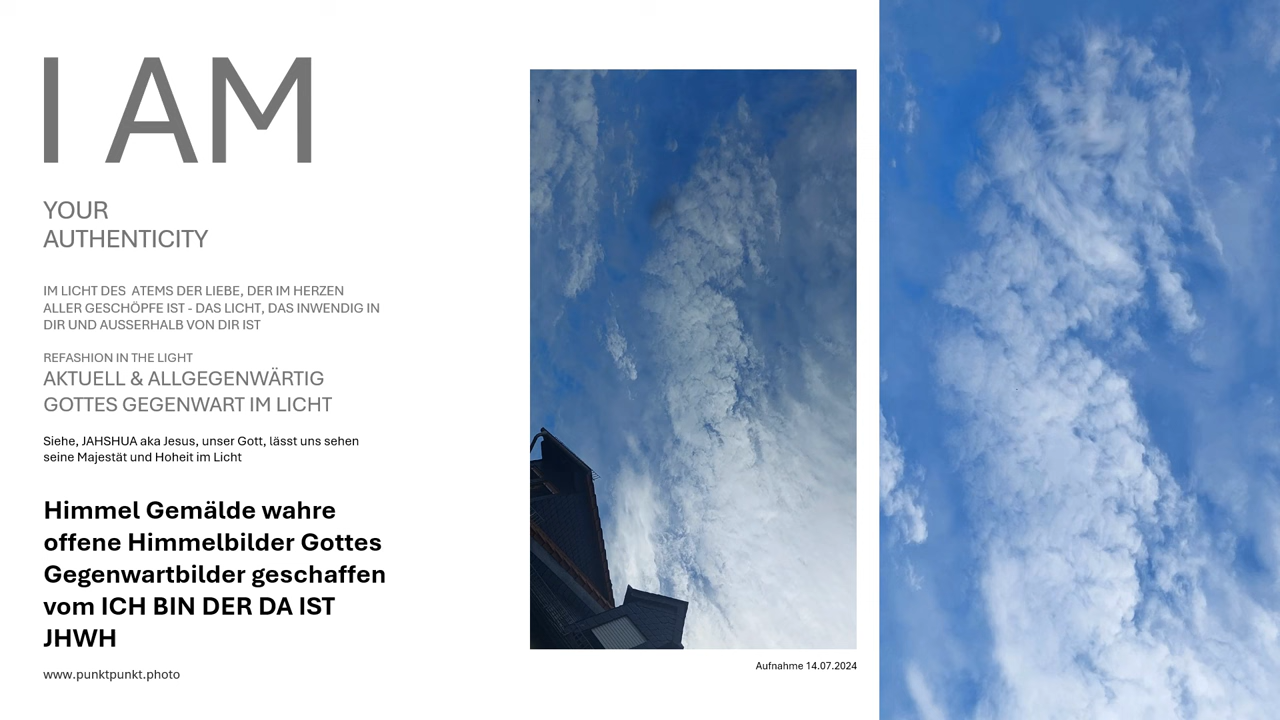 I AM
YOUR
AUTHENTICITY
IM LICHT DES  ATEMS DER LIEBE, DER IM HERZEN
ALLER GESCHÖPFE IST - DAS LICHT, DAS INWENDIG IN
DIR UND AUSSERHALB VON DIR IST
REFASHION IN THE LIGHT
AKTUELL & ALLGEGENWÄRTIG
GOTTES GEGENWART IM LICHT
Siehe, JAHSHUA aka Jesus, unser Gott, lässt uns sehen
seine Majestät und Hoheit im Licht
Himmel Gemälde wahre
offene Himmelbilder Gottes
Gegenwartbilder geschaffen
vom ICH BIN DER DA IST
JHWH
www.punktpunkt.photo
Aufnahme 14.07.2024